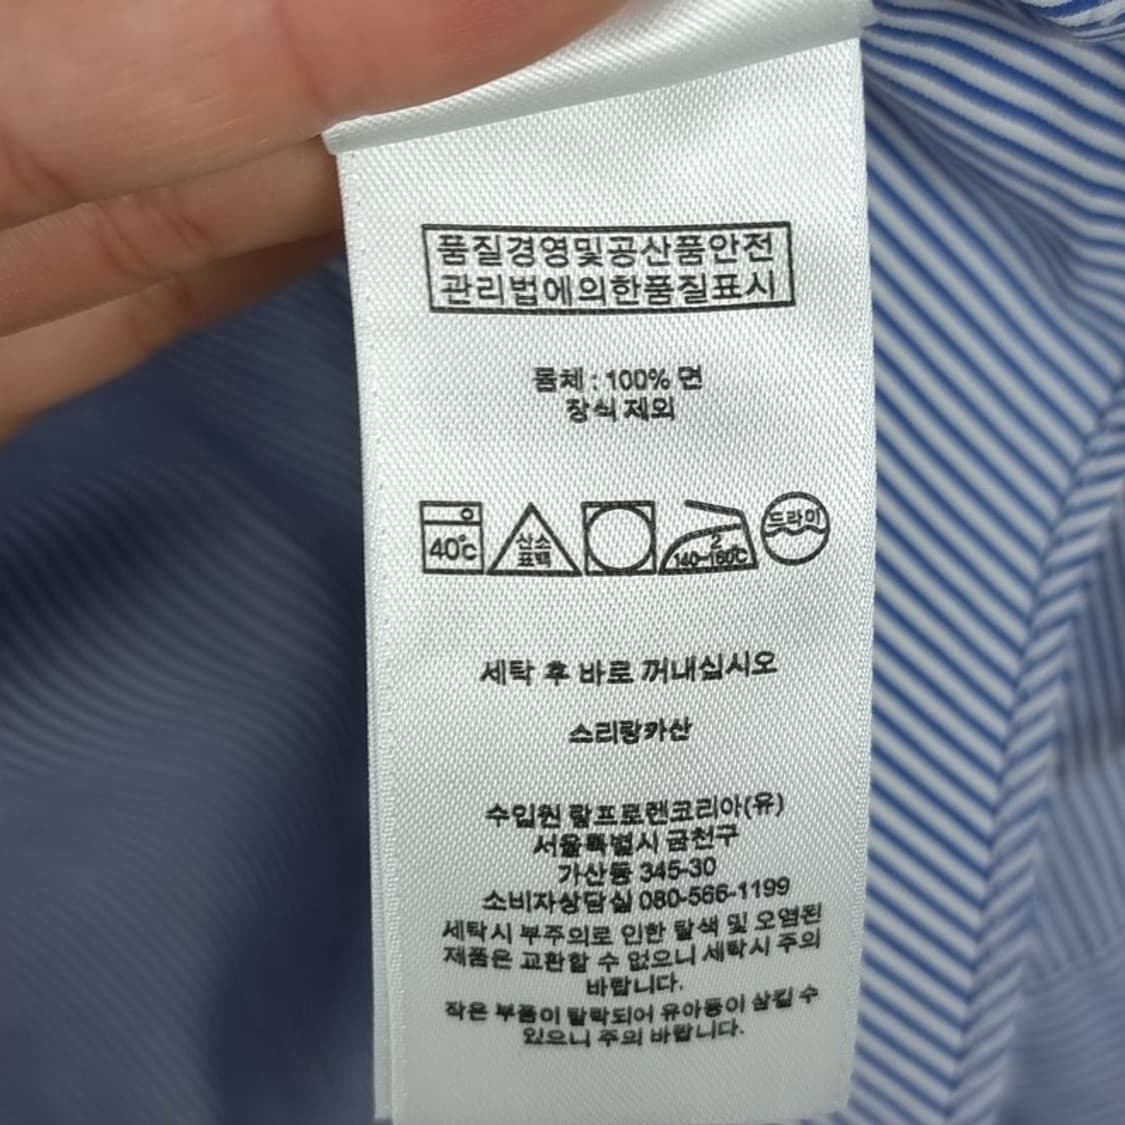 품질경영및공산품안전
관리법에의한품질표시
몸체 : 100% 면
장식 제외
40℃
산소
표백
2
140~160℃
드라이
세탁 후 바로 꺼내십시오
스리랑카산
수입원 랄프로렌코리아(유)
서울특별시 금천구
가산동 345-30
소비자상담실 080-566-1199
세탁시 부주의로 인한 탈색 및 오염된
제품은 교환할 수 없으니 세탁시 주의
바랍니다.
작은 부품이 탈락되어 유아등이 삼킬 수
있으니 주의 바랍니다.